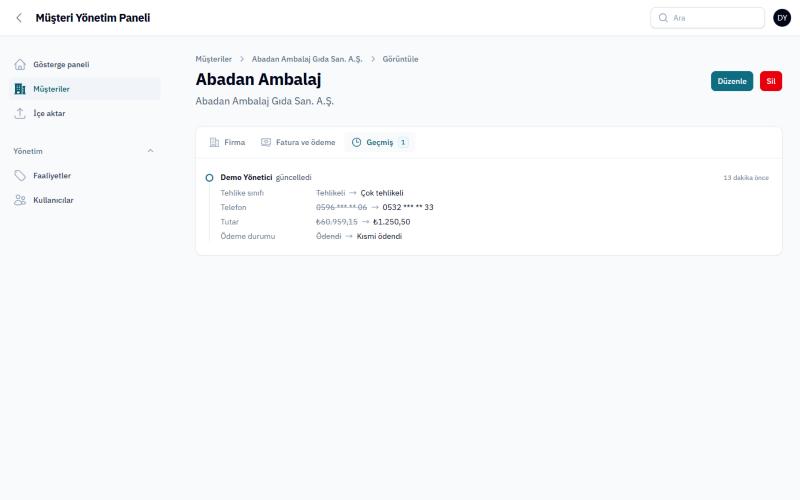 Müşteri Yönetim Paneli
Ara
DY
Gösterge paneli
Müşteriler
İçe aktar
Yönetim
Faaliyetler
Kullanıcılar
Müşteriler > Abadan Ambalaj Gıda San. A.Ş. > Görüntüle
Abadan Ambalaj
Abadan Ambalaj Gıda San. A.Ş.
Düzenle
Sil
Firma
Fatura ve ödeme
Geçmiş 1
Demo Yönetici güncelledi
13 dakika önce
Tehlike sınıfı Tehlikeli → Çok tehlikeli
Telefon 0596 *** ** 06 → 0532 *** ** 33
Tutar ₺60.959,15 → ₺1.250,50
Ödeme durumu Ödendi → Kısmi ödendi